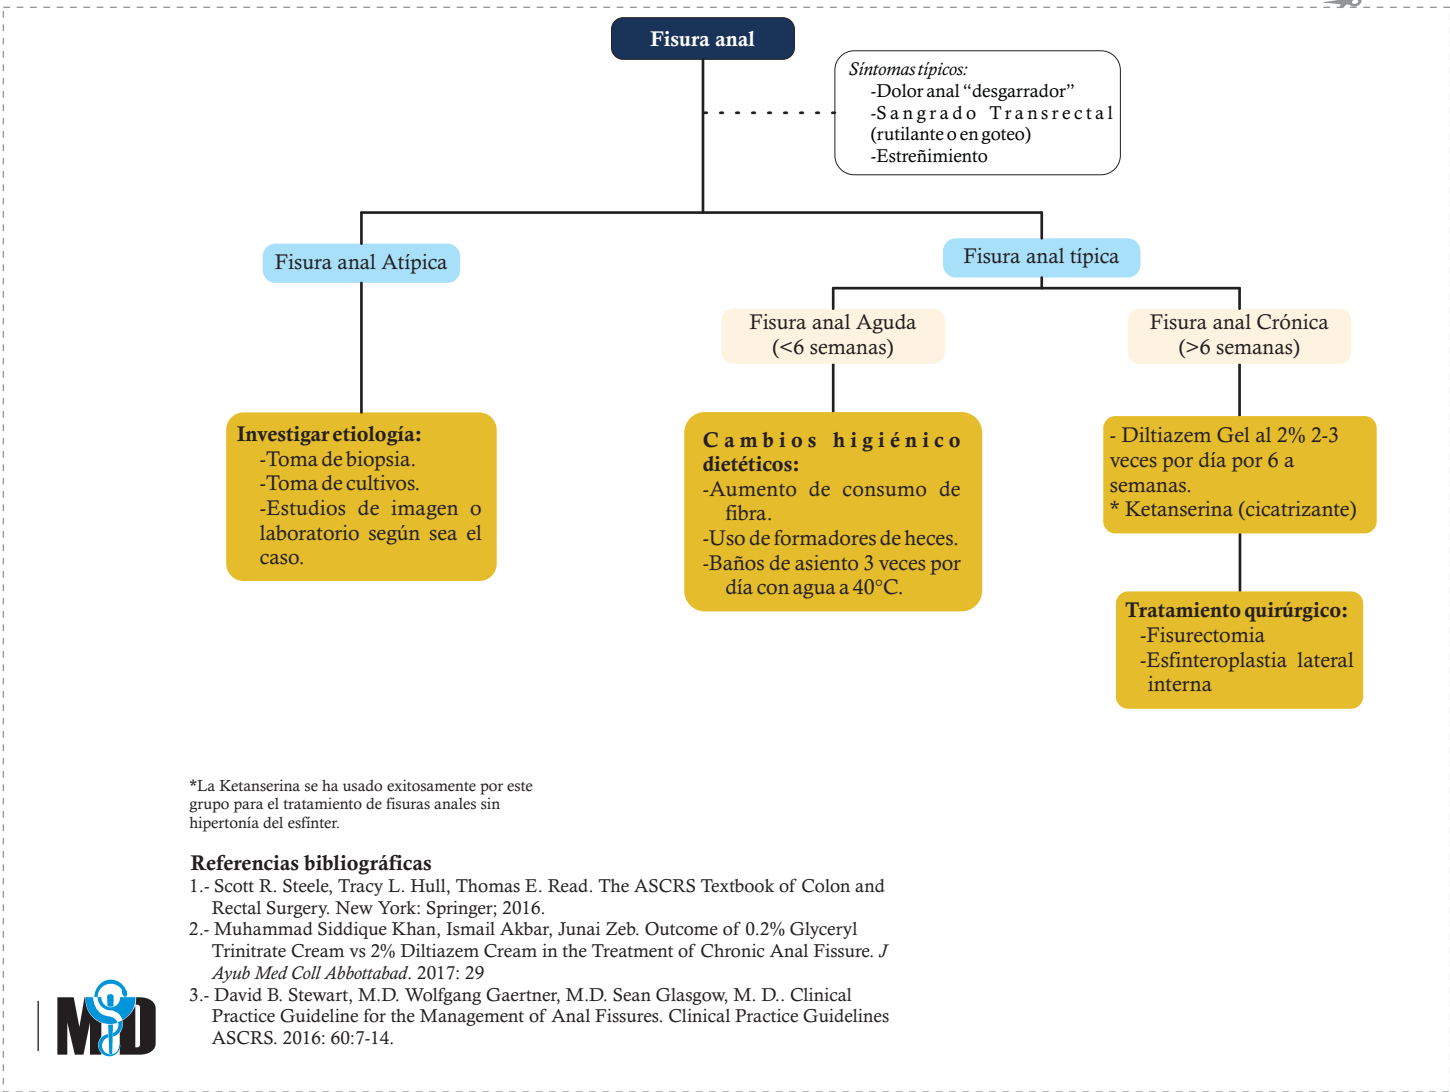 Fisura anal
Síntomas típicos:
-Dolor anal “desgarrador”
-Sangrado Transrectal
(rutilante o en goteo)
-Estreñimiento
Fisura anal Atípica
Fisura anal típica
Fisura anal Aguda
(<6 semanas)
Fisura anal Crónica
(>6 semanas)
Investigar etiología:
-Toma de biopsia.
-Toma de cultivos.
-Estudios de imagen o
laboratorio según sea el
caso.
Cambios higiénico
dietéticos:
-Aumento de consumo de
fibra.
-Uso de formadores de heces.
-Baños de asiento 3 veces por
día con agua a 40°C.
- Diltiazem Gel al 2% 2-3
veces por día por 6 a
semanas.
* Ketanserina (cicatrizante)
Tratamiento quirúrgico:
-Fisurectomia
-Esfinteroplastia lateral
interna
*La Ketanserina se ha usado exitosamente por este
grupo para el tratamiento de fisuras anales sin
hipertonía del esfínter.
Referencias bibliográficas
1.- Scott R. Steele, Tracy L. Hull, Thomas E. Read. The ASCRS Textbook of Colon and
Rectal Surgery. New York: Springer; 2016.
2.- Muhammad Siddique Khan, Ismail Akbar, Junai Zeb. Outcome of 0.2% Glyceryl
Trinitrate Cream vs 2% Diltiazem Cream in the Treatment of Chronic Anal Fissure. J
Ayub Med Coll Abbottabad. 2017: 29
3.- David B. Stewart, M.D. Wolfgang Gaertner, M.D. Sean Glasgow, M. D.. Clinical
Practice Guideline for the Management of Anal Fissures. Clinical Practice Guidelines
ASCRS. 2016: 60:7-14.
MD